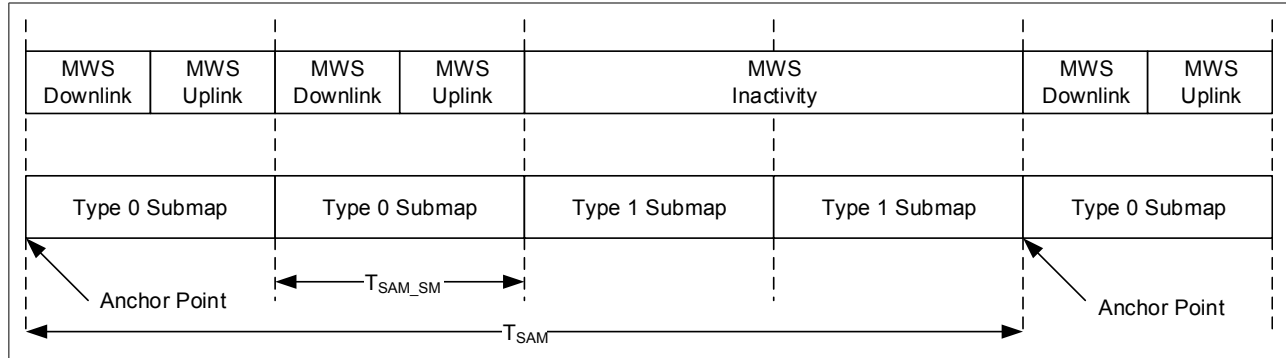 MWS Downlink
MWS Uplink
MWS Downlink
MWS Uplink
MWS Inactivity
MWS Downlink
MWS Uplink
Type 0 Submap
Type 0 Submap
Type 1 Submap
Type 1 Submap
Type 0 Submap
Anchor Point
TSAM_SM
Anchor Point
TSAM